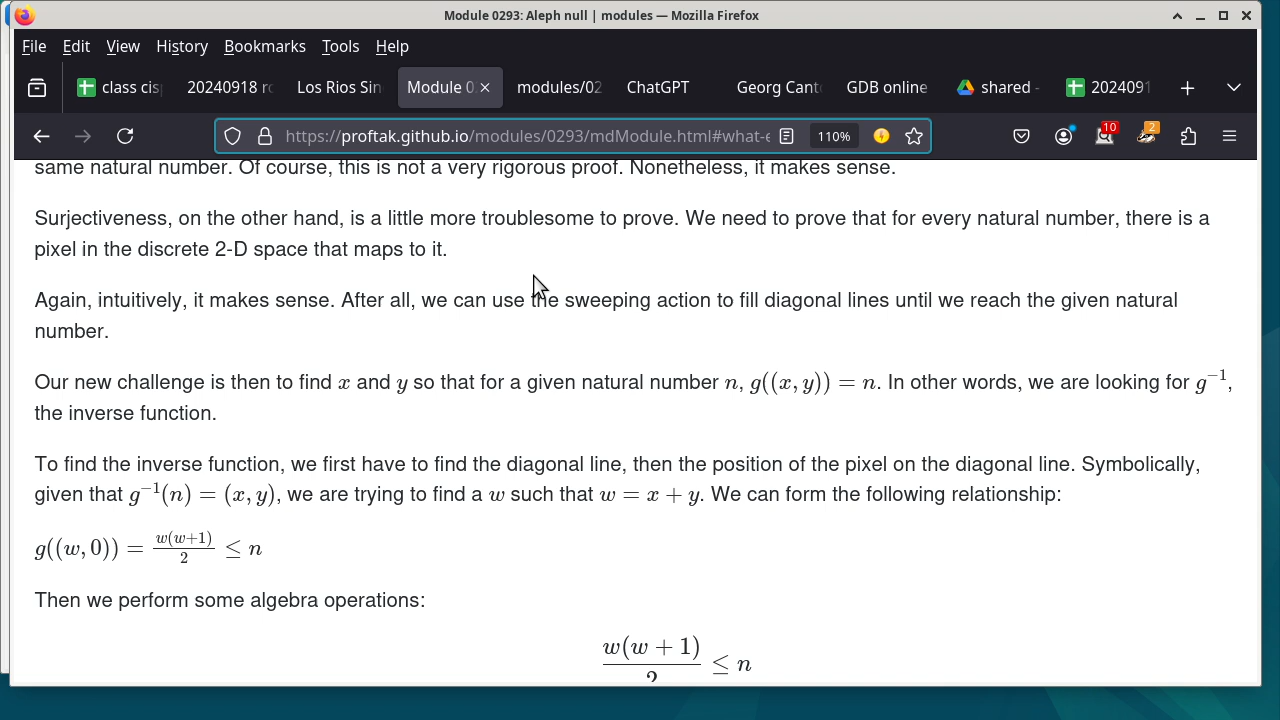 Module 0293: Aleph null | modules — Mozilla Firefox
File Edit View History Bookmarks Tools Help
class cis 20240918 ro Los Rios Sin Module 0 modules/02 ChatGPT Georg Cant GDB online shared - 2024091
https://proftak.github.io/modules/0293/mdModule.html#what-e 110% 10 2
same natural number. Of course, this is not a very rigorous proof. Nonetheless, it makes sense.
Surjectiveness, on the other hand, is a little more troublesome to prove. We need to prove that for every natural number, there is a
pixel in the discrete 2-D space that maps to it.
Again, intuitively, it makes sense. After all, we can use the sweeping action to fill diagonal lines until we reach the given natural
number.
Our new challenge is then to find x and y so that for a given natural number n, g((x, y)) = n. In other words, we are looking for g⁻¹,
the inverse function.
To find the inverse function, we first have to find the diagonal line, then the position of the pixel on the diagonal line. Symbolically,
given that g⁻¹(n) = (x, y), we are trying to find a w such that w = x + y. We can form the following relationship:
g((w, 0)) = w(w+1)/2 ≤ n
Then we perform some algebra operations:
w(w + 1)/2 ≤ n